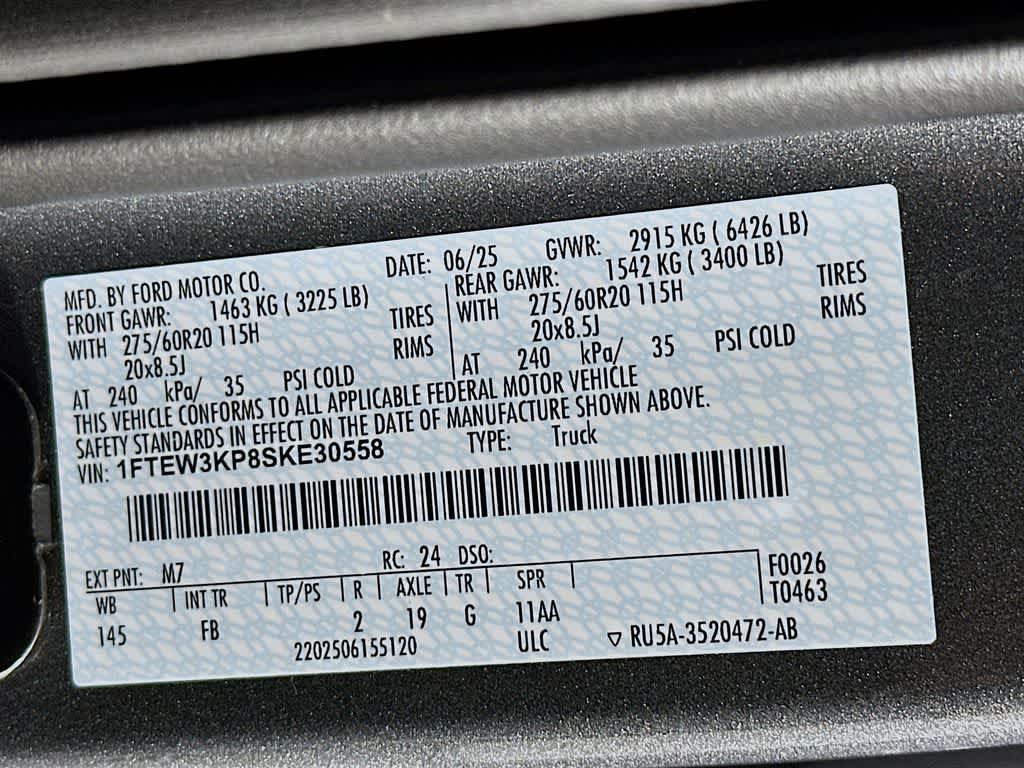 MFD. BY FORD MOTOR CO. DATE: 06/25 GVWR: 2915 KG ( 6426 LB)
FRONT GAWR: 1463 KG ( 3225 LB) REAR GAWR: 1542 KG ( 3400 LB)
WITH 275/60R20 115H TIRES WITH 275/60R20 115H TIRES
20x8.5J RIMS 20x8.5J RIMS
AT 240 kPa/ 35 PSI COLD AT 240 kPa/ 35 PSI COLD
THIS VEHICLE CONFORMS TO ALL APPLICABLE FEDERAL MOTOR VEHICLE
SAFETY STANDARDS IN EFFECT ON THE DATE OF MANUFACTURE SHOWN ABOVE.
VIN: 1FTEW3KP8SKE30558 TYPE: Truck
EXT PNT: M7 RC: 24 DSO: F0026
WB INT TR TP/PS R AXLE TR SPR T0463
145 FB 2 19 G 11AA
2202506155120 ULC ▽ RU5A-3520472-AB